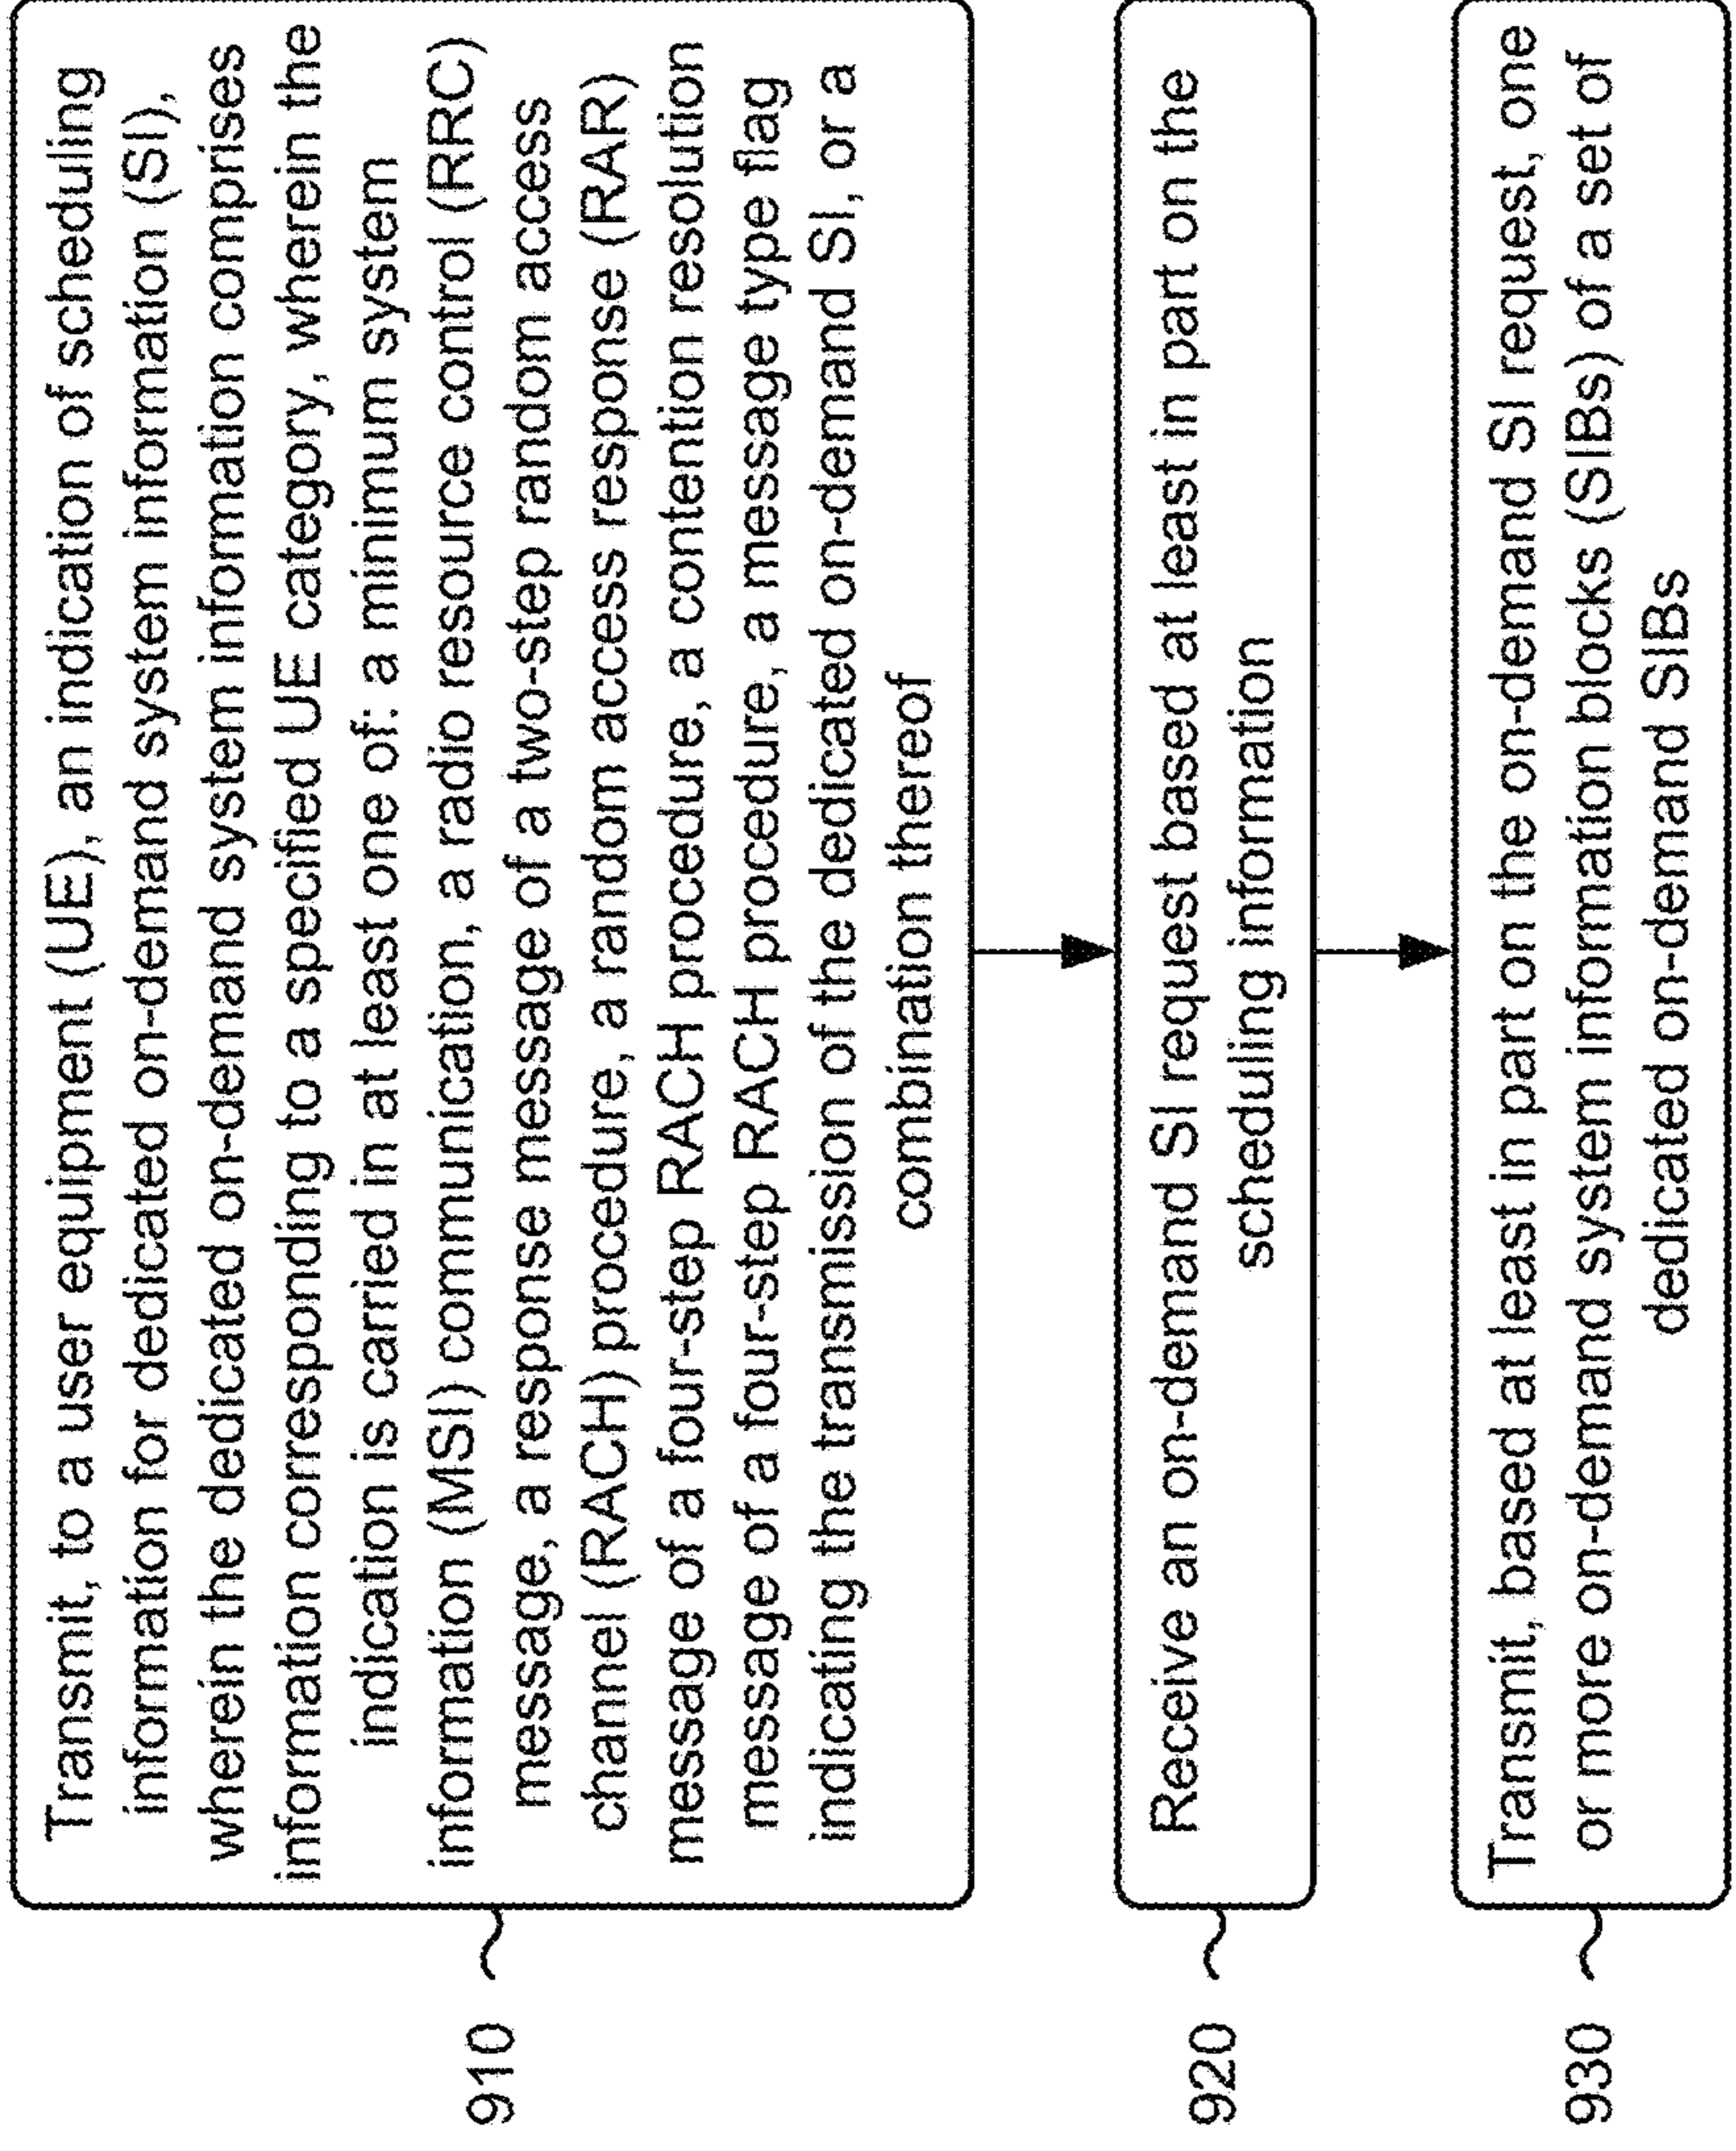 910
Transmit, to a user equipment (UE), an indication of scheduling
information for dedicated on-demand system information (SI),
wherein the dedicated on-demand system information comprises
information corresponding to a specified UE category, wherein the
indication is carried in at least one of: a minimum system
information (MSI) communication, a radio resource control (RRC)
message, a response message of a two-step random access
channel (RACH) procedure, a random access response (RAR)
message of a four-step RACH procedure, a contention resolution
message of a four-step RACH procedure, a message type flag
indicating the transmission of the dedicated on-demand SI, or a
combination thereof
920
Receive an on-demand SI request based at least in part on the
scheduling information
930
Transmit, based at least in part on the on-demand SI request, one
or more on-demand system information blocks (SIBs) of a set of
dedicated on-demand SIBs